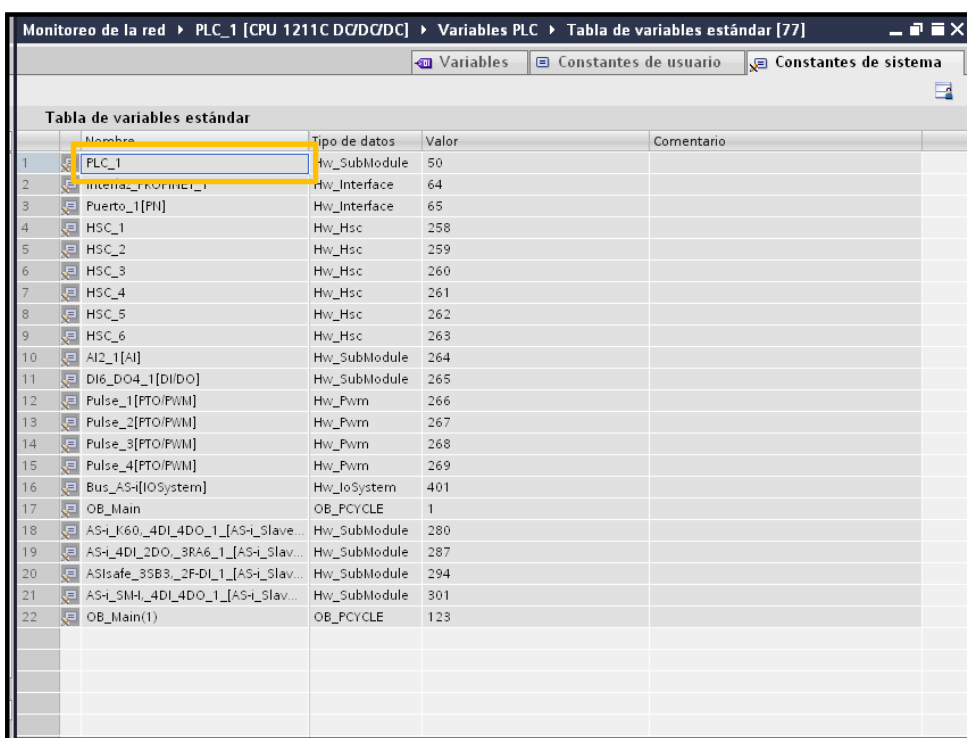 Monitoreo de la red ▸ PLC_1 [CPU 1211C DC/DC/DC] ▸ Variables PLC ▸ Tabla de variables estándar [77]
Variables Constantes de usuario Constantes de sistema
Tabla de variables estándar
Nombre Tipo de datos Valor Comentario
1 PLC_1 Hw_SubModule 50
2 Interfaz_PROFINET_1 Hw_Interface 64
3 Puerto_1[PN] Hw_Interface 65
4 HSC_1 Hw_Hsc 258
5 HSC_2 Hw_Hsc 259
6 HSC_3 Hw_Hsc 260
7 HSC_4 Hw_Hsc 261
8 HSC_5 Hw_Hsc 262
9 HSC_6 Hw_Hsc 263
10 AI2_1[AI] Hw_SubModule 264
11 DI6_DO4_1[DI/DO] Hw_SubModule 265
12 Pulse_1[PTO/PWM] Hw_Pwm 266
13 Pulse_2[PTO/PWM] Hw_Pwm 267
14 Pulse_3[PTO/PWM] Hw_Pwm 268
15 Pulse_4[PTO/PWM] Hw_Pwm 269
16 Bus_AS-i[IOSystem] Hw_IoSystem 401
17 OB_Main OB_PCYCLE 1
18 AS-i_K60,_4DI_4DO_1_[AS-i_Slave... Hw_SubModule 280
19 AS-i_4DI_2DO,_3RA6_1_[AS-i_Slav... Hw_SubModule 287
20 ASIsafe_3SB3,_2F-DI_1_[AS-i_Slav... Hw_SubModule 294
21 AS-i_SM-L,_4DI_4DO_1_[AS-i_Slav... Hw_SubModule 301
22 OB_Main(1) OB_PCYCLE 123